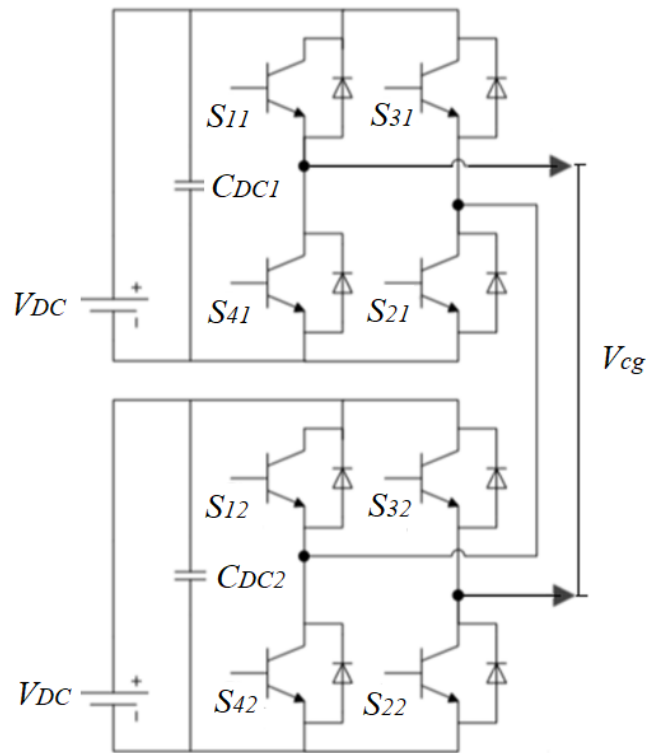 S11
S31
CDC1
+
VDC
S41
S21
Vcg
S12
S32
CDC2
+
VDC
S42
S22